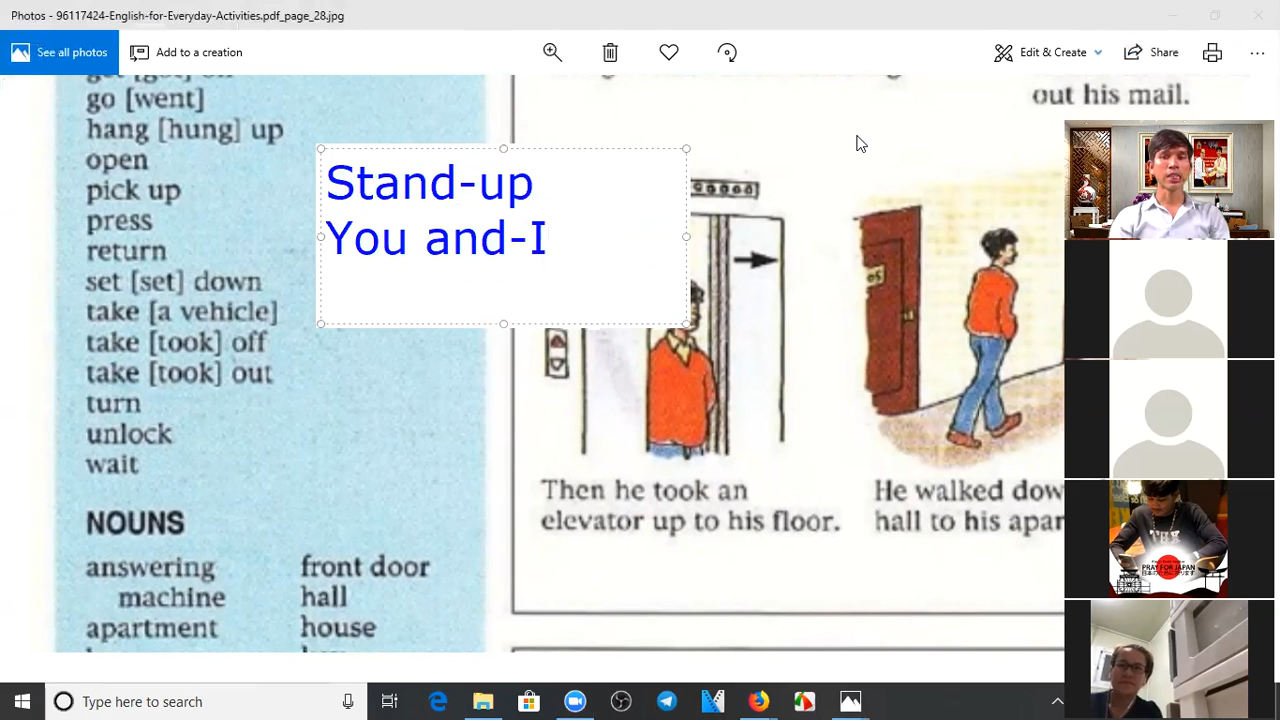 Photos - 96117424-English-for-Everyday-Activities.pdf_page_28.jpg
See all photos
Add to a creation
Edit & Create
Share
go [went]
hang [hung] up
open
pick up
press
return
set [set] down
take [a vehicle]
take [took] off
take [took] out
turn
unlock
wait
NOUNS
answering
machine
apartment
front door
hall
house
out his mail.
Stand-up
You and-I
Then he took an
elevator up to his floor.
He walked dow
hall to his apar
PRAY FOR JAPAN
Type here to search